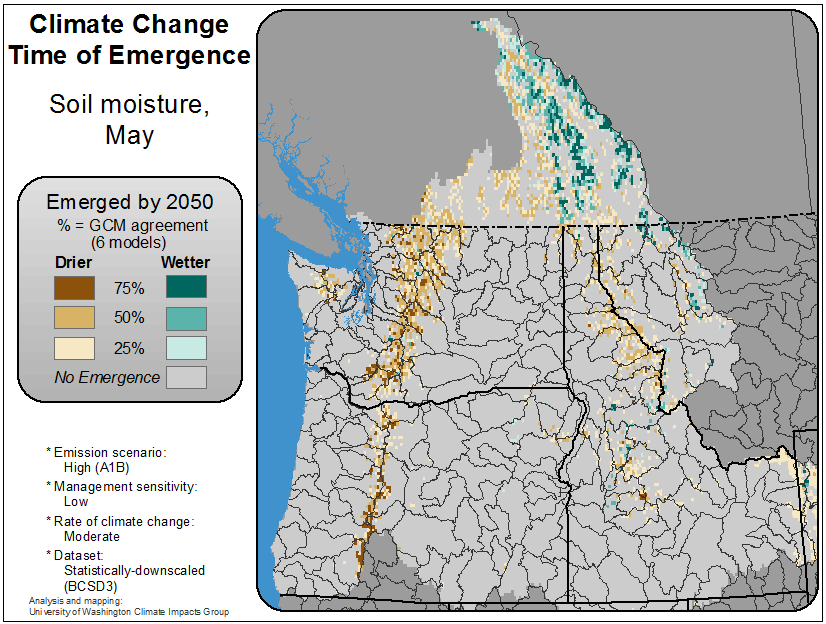 Climate Change
Time of Emergence
Soil moisture,
May
Emerged by 2050
% = GCM agreement
(6 models)
Drier Wetter
75%
50%
25%
No Emergence
* Emission scenario:
High (A1B)
* Management sensitivity:
Low
* Rate of climate change:
Moderate
* Dataset:
Statistically-downscaled
(BCSD3)
Analysis and mapping:
University of Washington Climate Impacts Group